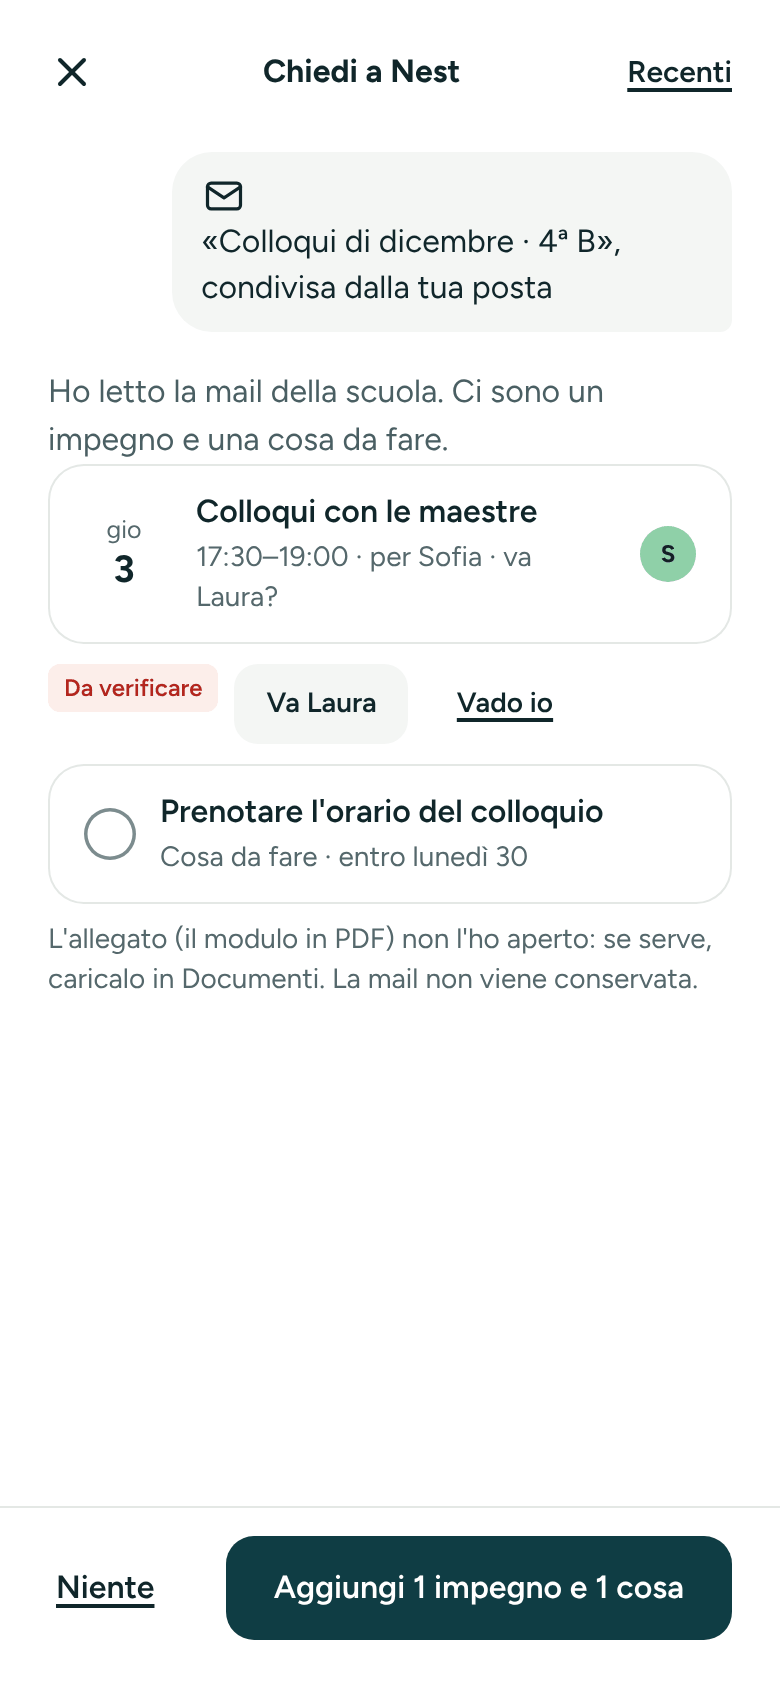 Chiedi a Nest
Recenti
«Colloqui di dicembre · 4ª B»,
condivisa dalla tua posta
Ho letto la mail della scuola. Ci sono un
impegno e una cosa da fare.
gio
3
Colloqui con le maestre
17:30–19:00 · per Sofia · va
Laura?
S
Da verificare
Va Laura
Vado io
Prenotare l'orario del colloquio
Cosa da fare · entro lunedì 30
L'allegato (il modulo in PDF) non l'ho aperto: se serve,
caricalo in Documenti. La mail non viene conservata.
Niente
Aggiungi 1 impegno e 1 cosa